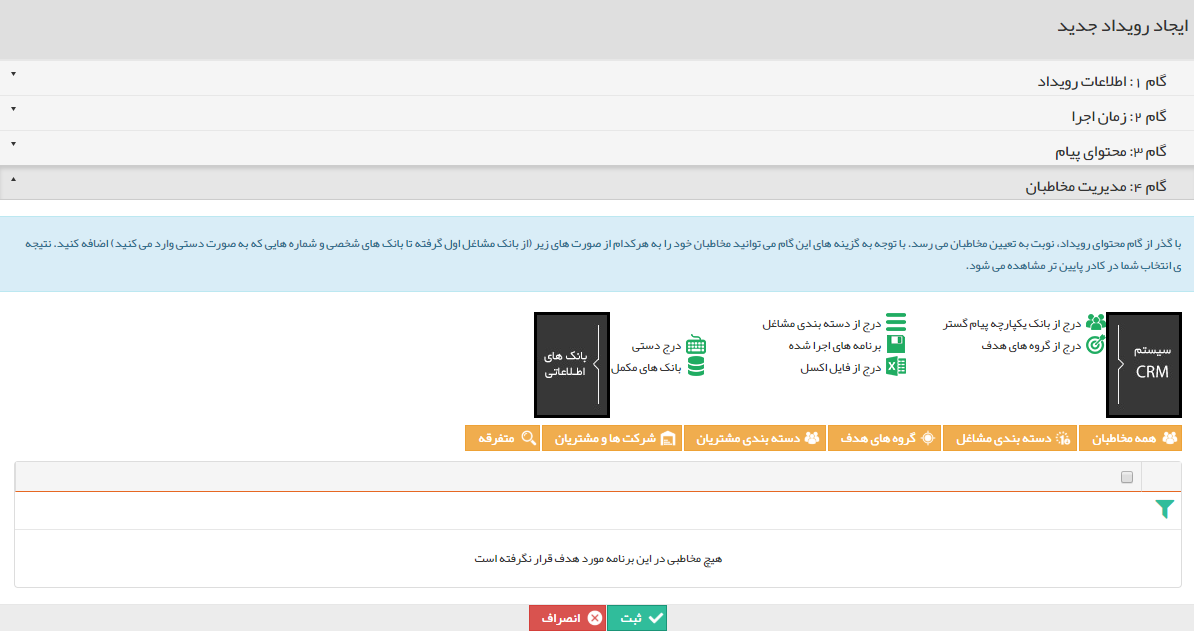 ایجاد رویداد جدید
گام ۱: اطلاعات رویداد
گام ۲: زمان اجرا
گام ۳: محتوای پیام
گام ۴: مدیریت مخاطبان
با گذر از گام محتوای رویداد، نوبت به تعیین مخاطبان می رسد. با توجه به گزینه های این گام می توانید مخاطبان خود را به هرکدام از صورت های زیر (از بانک مشاغل اول گرفته تا بانک های شخصی و شماره هایی که به صورت دستی وارد می کنید) اضافه کنید. نتیجه
ی انتخاب شما در کادر پایین تر مشاهده می شود.
سیستم
CRM
درج از بانک یکپارچه پیام گستر
درج از گروه های هدف
درج از دسته بندی مشاغل
برنامه های اجرا شده
درج از فایل اکسل
درج دستی
بانک های مکمل
بانک های
اطلاعاتی
همه مخاطبان
دسته بندی مشاغل
گروه های هدف
دسته بندی مشتریان
شرکت ها و مشتریان
متفرقه
هیچ مخاطبی در این برنامه مورد هدف قرار نگرفته است
ثبت
انصراف